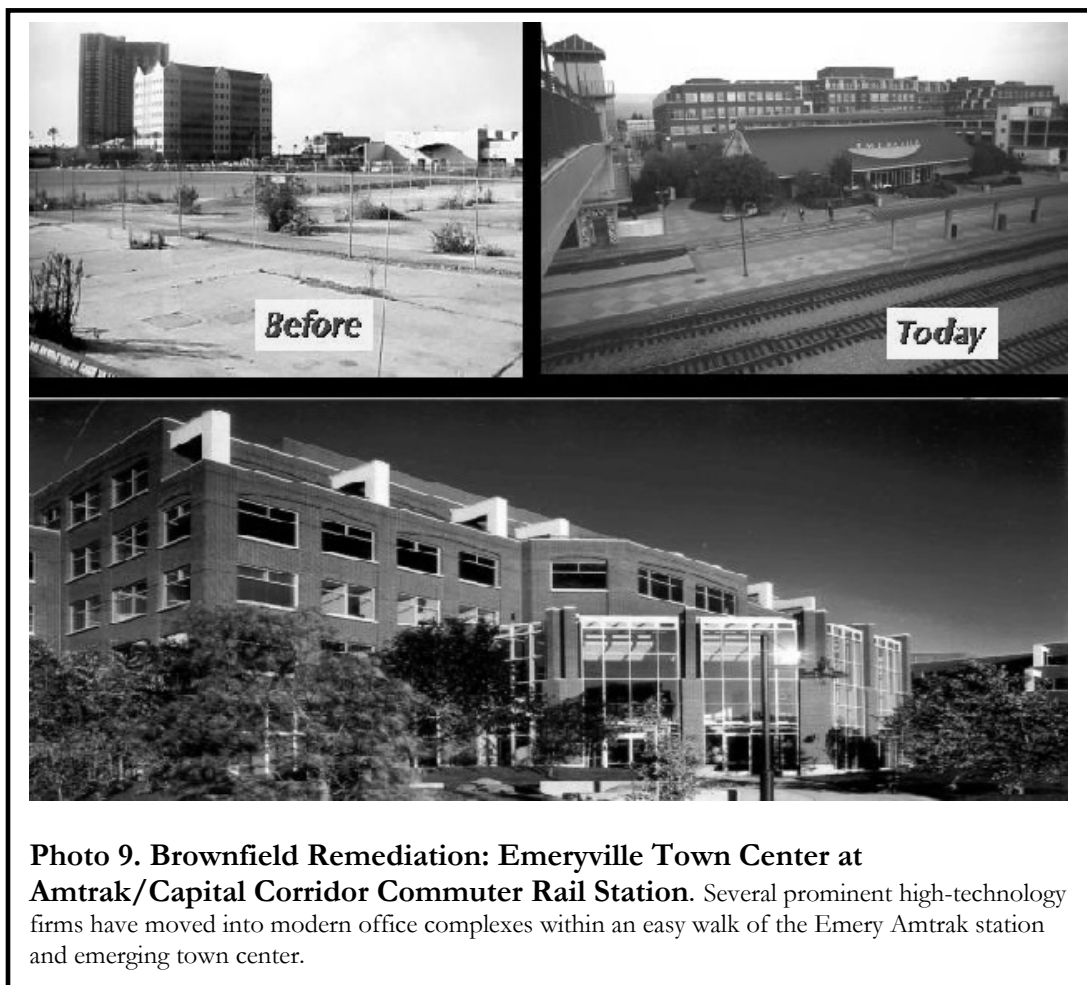 Before
Today
Photo 9. Brownfield Remediation: Emeryville Town Center at
Amtrak/Capital Corridor Commuter Rail Station. Several prominent high-technology
firms have moved into modern office complexes within an easy walk of the Emery Amtrak station
and emerging town center.